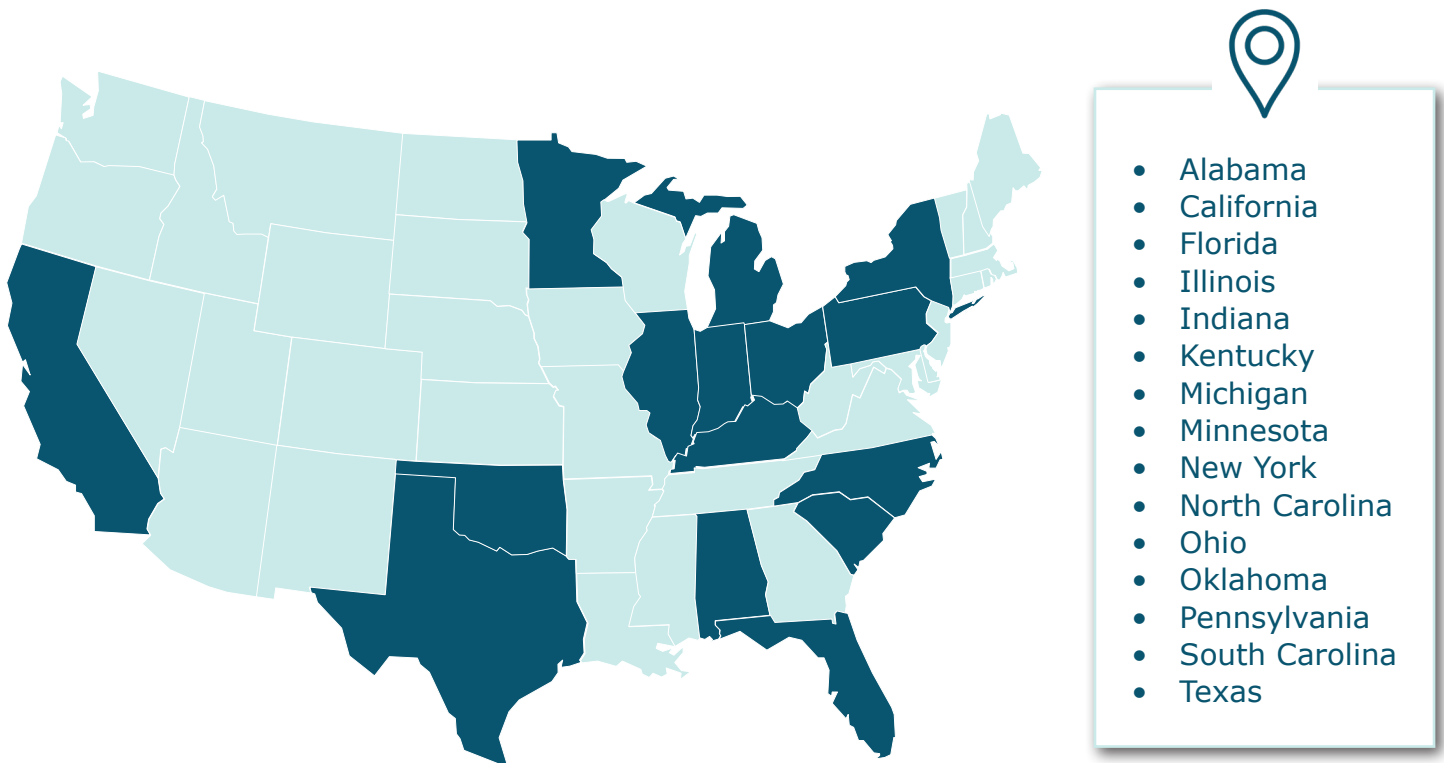 • Alabama
• California
• Florida
• Illinois
• Indiana
• Kentucky
• Michigan
• Minnesota
• New York
• North Carolina
• Ohio
• Oklahoma
• Pennsylvania
• South Carolina
• Texas